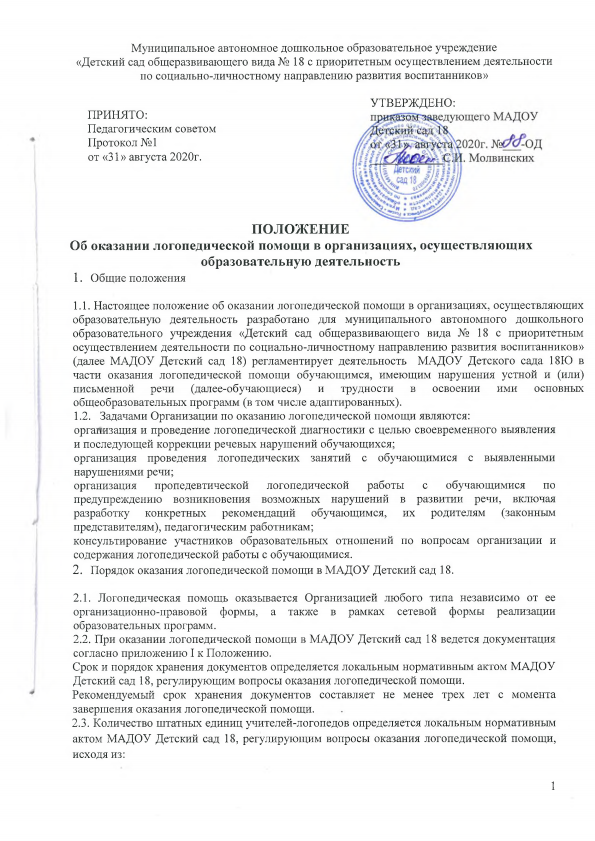 Муниципальное автономное дошкольное образовательное учреждение
«Детский сад общеразвивающего вида № 18 с приоритетным осуществлением деятельности
по социально-личностному направлению развития воспитанников»
ПРИНЯТО:
Педагогическим советом
Протокол №1
от «31» августа 2020г.
УТВЕРЖДЕНО:
приказом заведующего МАДОУ
Детский сад 18
от «31» августа 2020г. № 88-ОД
С.И. Молвинских
Детский
сад 18
ПОЛОЖЕНИЕ
Об оказании логопедической помощи в организациях, осуществляющих
образовательную деятельность
1. Общие положения
1.1. Настоящее положение об оказании логопедической помощи в организациях, осуществляющих
образовательную деятельность разработано для муниципального автономного дошкольного
образовательного учреждения «Детский сад общеразвивающего вида № 18 с приоритетным
осуществлением деятельности по социально-личностному направлению развития воспитанников»
(далее МАДОУ Детский сад 18) регламентирует деятельность МАДОУ Детского сада 18Ю в
части оказания логопедической помощи обучающимся, имеющим нарушения устной и (или)
письменной речи (далее-обучающиеся) и трудности в освоении ими основных
общеобразовательных программ (в том числе адаптированных).
1.2. Задачами Организации по оказанию логопедической помощи являются:
организация и проведение логопедической диагностики с целью своевременного выявления
и последующей коррекции речевых нарушений обучающихся;
организация проведения логопедических занятий с обучающимися с выявленными
нарушениями речи;
организация пропедевтической логопедической работы с обучающимися по
предупреждению возникновения возможных нарушений в развитии речи, включая
разработку конкретных рекомендаций обучающимся, их родителям (законным
представителям), педагогическим работникам;
консультирование участников образовательных отношений по вопросам организации и
содержания логопедической работы с обучающимися.
2. Порядок оказания логопедической помощи в МАДОУ Детский сад 18.
2.1. Логопедическая помощь оказывается Организацией любого типа независимо от ее
организационно-правовой формы, а также в рамках сетевой формы реализации
образовательных программ.
2.2. При оказании логопедической помощи в МАДОУ Детский сад 18 ведется документация
согласно приложению I к Положению.
Срок и порядок хранения документов определяется локальным нормативным актом МАДОУ
Детский сад 18, регулирующим вопросы оказания логопедической помощи.
Рекомендуемый срок хранения документов составляет не менее трех лет с момента
завершения оказания логопедической помощи.
2.3. Количество штатных единиц учителей-логопедов определяется локальным нормативным
актом МАДОУ Детский сад 18, регулирующим вопросы оказания логопедической помощи,
исходя из:
1